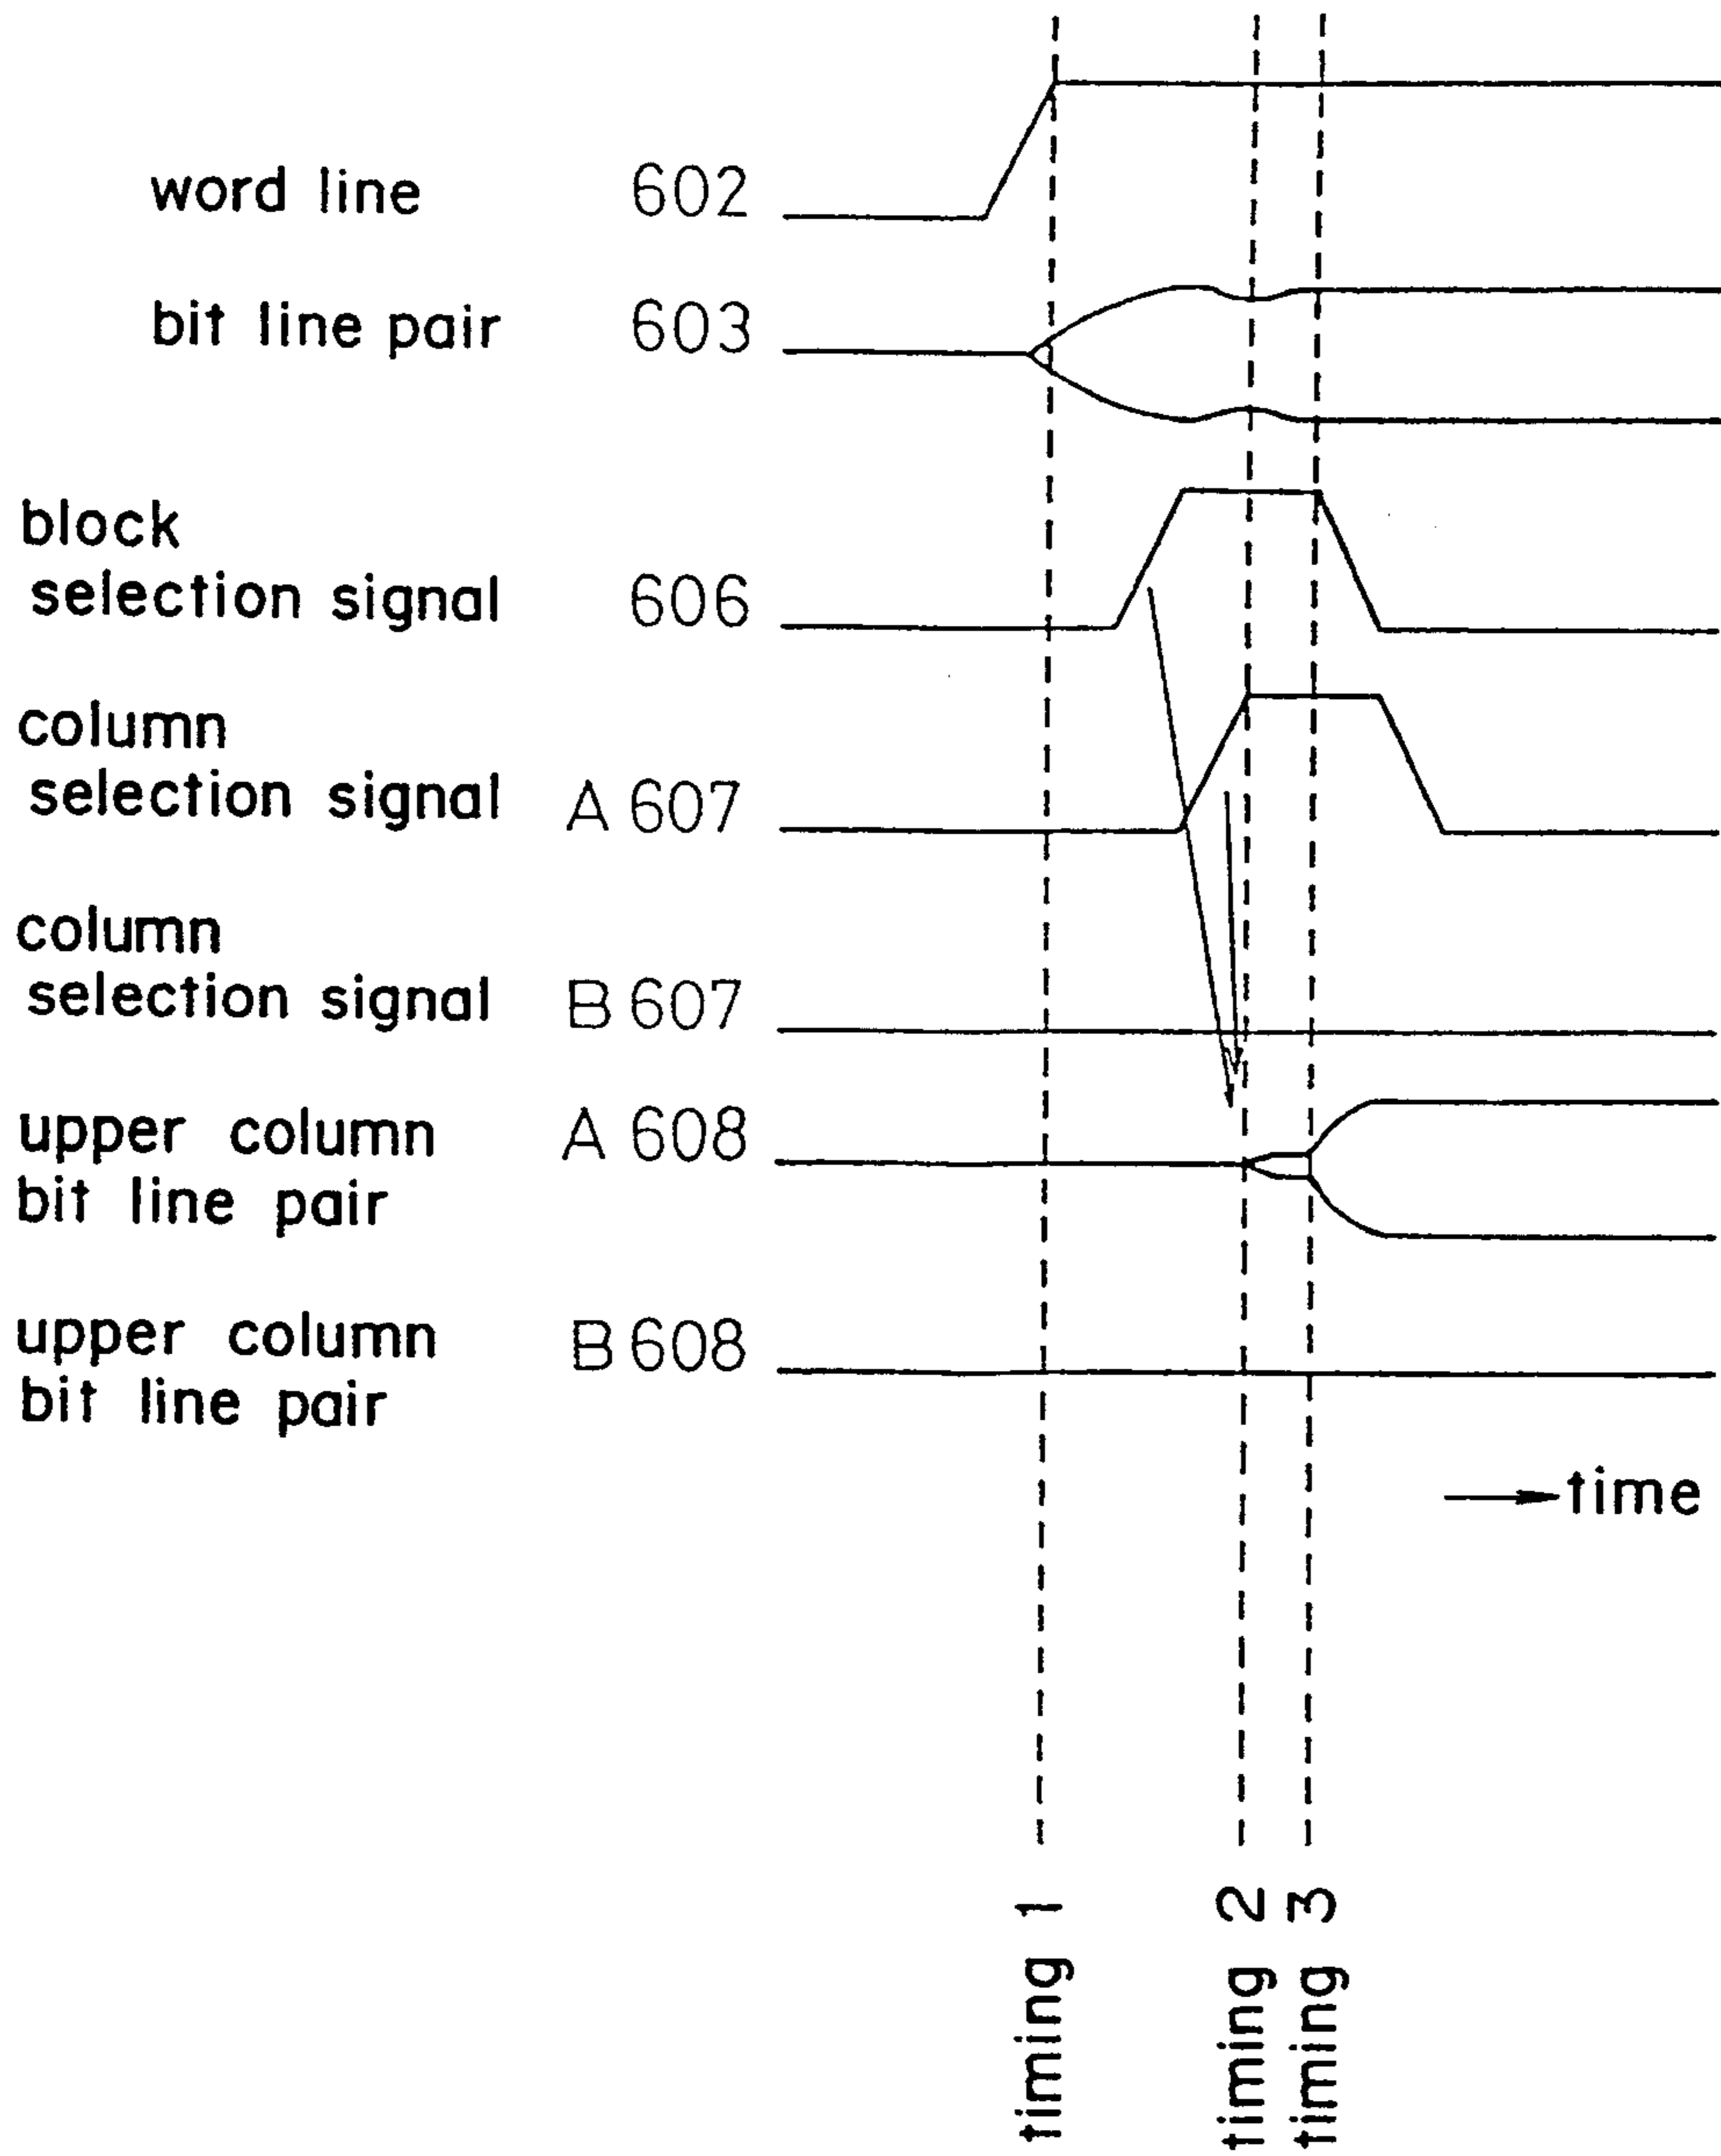 word line 602
bit line pair 603
block
selection signal 606
column
selection signal A 607
column
selection signal B 607
upper column A 608
bit line pair
upper column B 608
bit line pair
time
timing 1
timing 2
timing 3